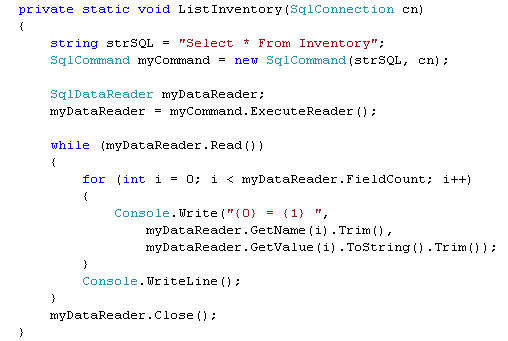 private static void ListInventory(SqlConnection cn)
{
    string strSQL = "Select * From Inventory";
    SqlCommand myCommand = new SqlCommand(strSQL, cn);

    SqlDataReader myDataReader;
    myDataReader = myCommand.ExecuteReader();

    while (myDataReader.Read())
    {
        for (int i = 0; i < myDataReader.FieldCount; i++)
        {
            Console.Write("{0} = {1} ",
                myDataReader.GetName(i).Trim(),
                myDataReader.GetValue(i).ToString().Trim());
        }
        Console.WriteLine();
    }
    myDataReader.Close();
}